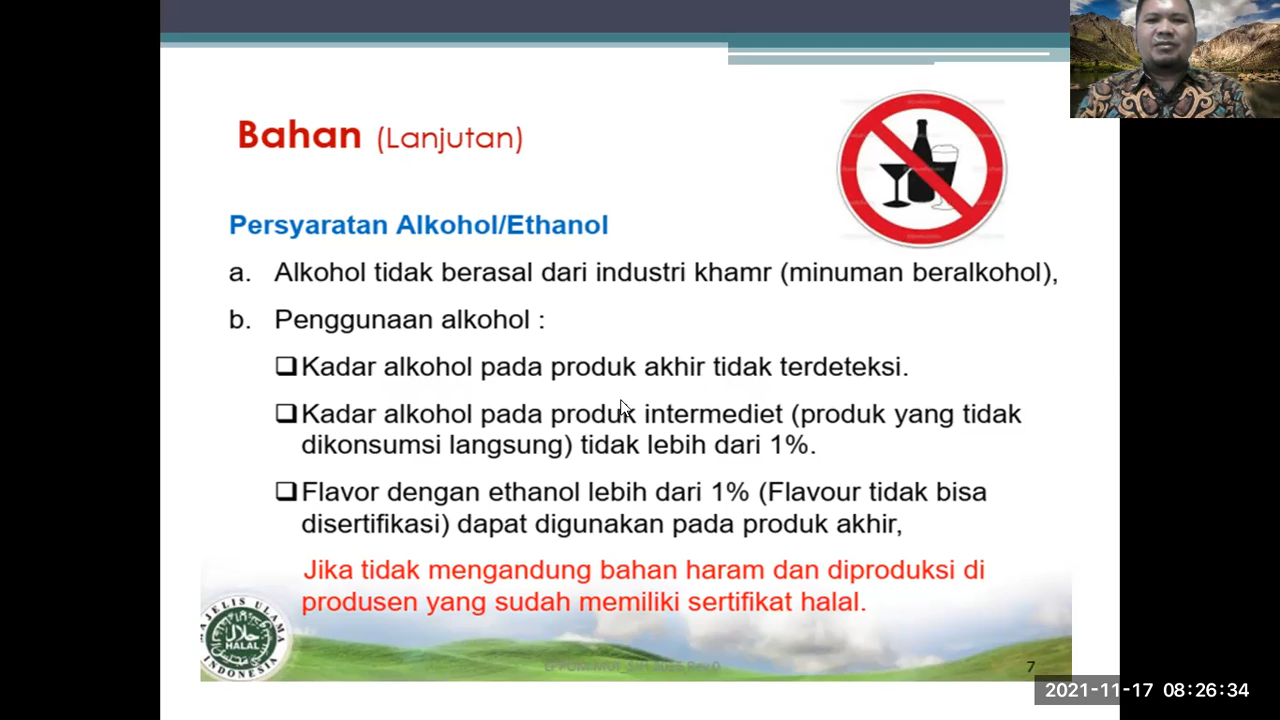 Bahan (Lanjutan)
Persyaratan Alkohol/Ethanol
a. Alkohol tidak berasal dari industri khamr (minuman beralkohol),
b. Penggunaan alkohol :
Kadar alkohol pada produk akhir tidak terdeteksi.
Kadar alkohol pada produk intermediet (produk yang tidak
dikonsumsi langsung) tidak lebih dari 1%.
Flavor dengan ethanol lebih dari 1% (Flavour tidak bisa
disertifikasi) dapat digunakan pada produk akhir,
Jika tidak mengandung bahan haram dan diproduksi di
produsen yang sudah memiliki sertifikat halal.
MAJELIS ULAMA
حلال
HALAL
INDONESIA
7
2021-11-17 08:26:34